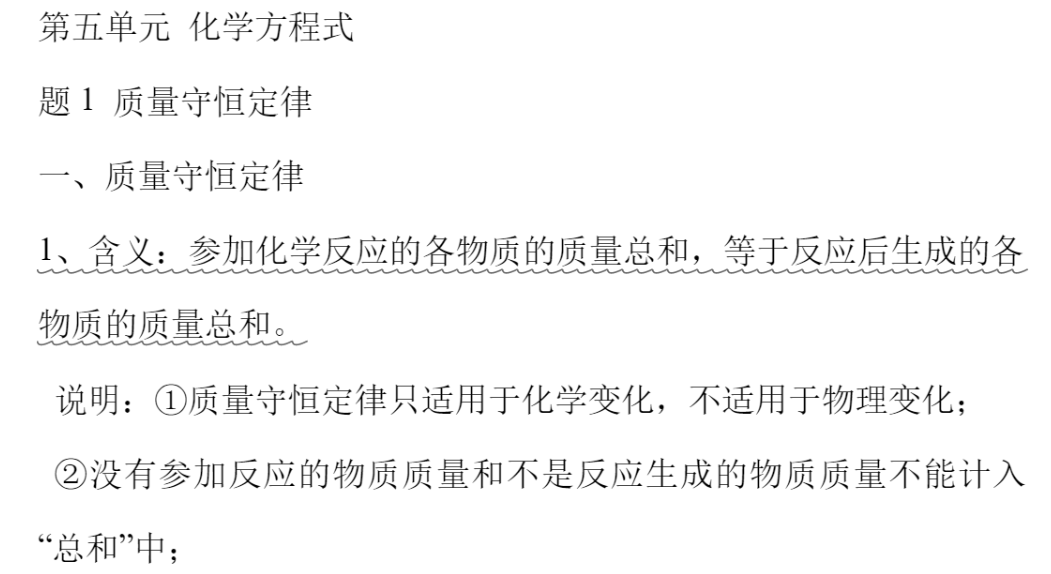 第五单元 化学方程式
题1 质量守恒定律
一、质量守恒定律
1、含义：参加化学反应的各物质的质量总和，等于反应后生成的各
物质的质量总和。
说明：①质量守恒定律只适用于化学变化，不适用于物理变化；
②没有参加反应的物质质量和不是反应生成的物质质量不能计入
“总和”中；